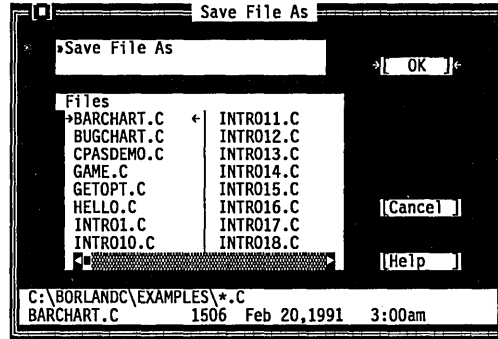 Save File As
Save File As
OK
Files
BARCHART.C INTRO11.C
BUGCHART.C INTRO12.C
CPASDEMO.C INTRO13.C
GAME.C INTRO14.C
GETOPT.C INTRO15.C
HELLO.C INTRO16.C
INTRO1.C INTRO17.C
INTRO10.C INTRO18.C
Cancel
Help
C:\BORLANDC\EXAMPLES\*.C
BARCHART.C 1506 Feb 20,1991 3:00am